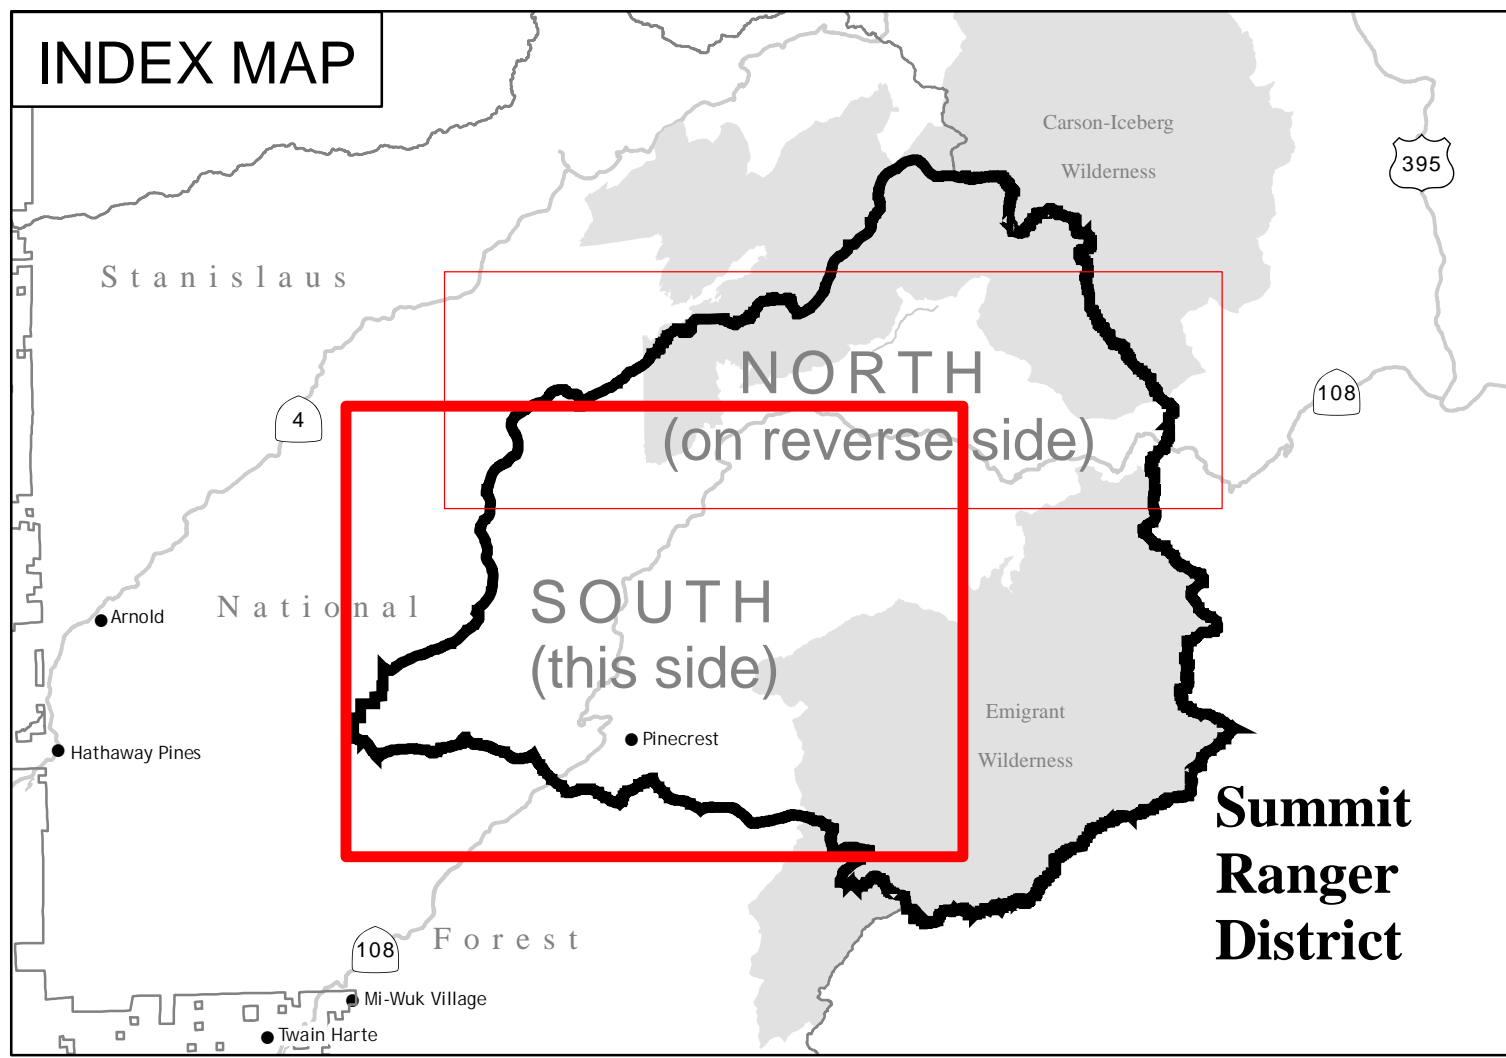 INDEX MAP
Carson-Iceberg
Wilderness
395
Stanislaus
NORTH
(on reverse side)
108
4
SOUTH
(this side)
National
Arnold
Emigrant
Wilderness
Pinecrest
Hathaway Pines
Summit
Ranger
District
Forest
108
Mi-Wuk Village
Twain Harte